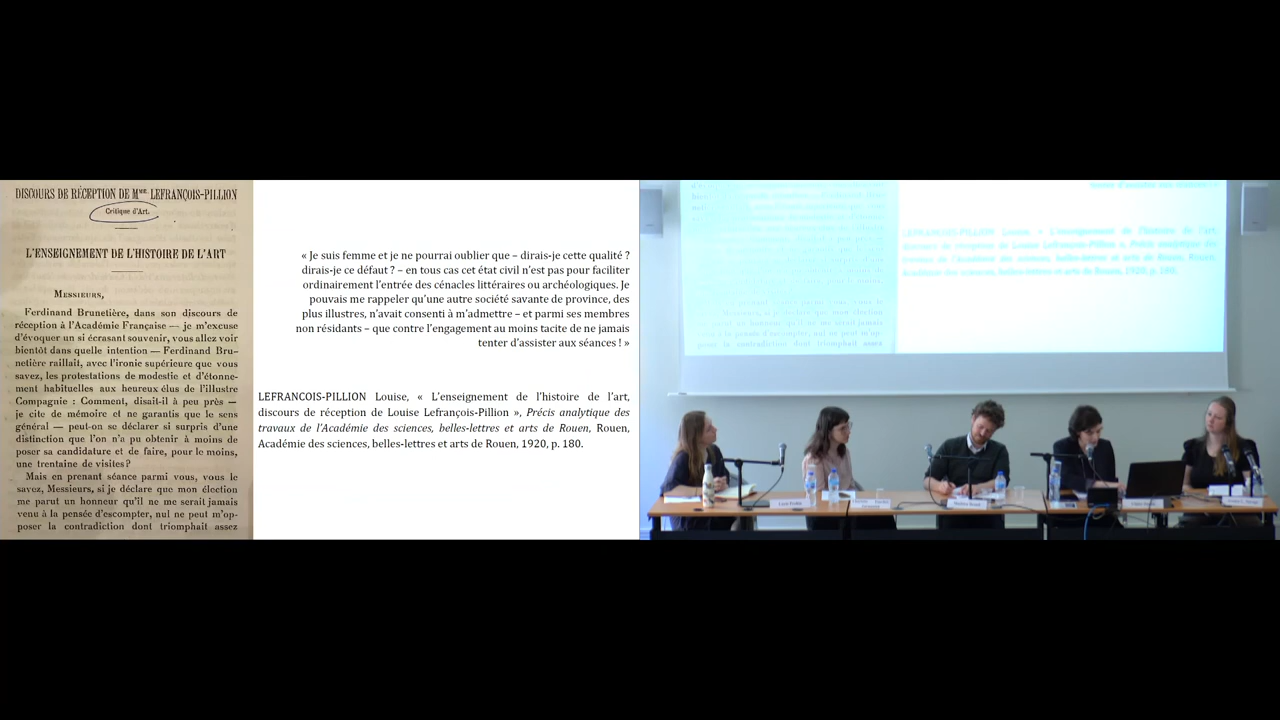 DISCOURS DE RÉCEPTION DE Mme LEFRANÇOIS-PILLION
Critique d'Art.
L'ENSEIGNEMENT DE L'HISTOIRE DE L'ART
MESSIEURS,
Ferdinand Brunetière, dans son discours de
réception à l'Académie Française — je m'excuse
d'évoquer un si écrasant souvenir, vous allez voir
bientôt dans quelle intention — Ferdinand Bru-
netière raillait, avec l'ironie supérieure que vous
savez, les protestations de modestie et d'étonne-
ment habituelles aux heureux élus de l'illustre
Compagnie : Comment, disait-il à peu près —
je cite de mémoire et ne garantis que le sens
général — peut-on se déclarer si surpris d'une
distinction que l'on n'a pu obtenir à moins de
poser sa candidature et de faire, pour le moins,
une trentaine de visites?
Mais en prenant séance parmi vous, vous le
savez, Messieurs, si je déclare que mon élection
me parut un honneur qu'il ne me serait jamais
venu à la pensée d'escompter, nul ne peut m'op-
poser la contradiction dont triomphait assez
« Je suis femme et je ne pourrai oublier que – dirais-je cette qualité ?
dirais-je ce défaut ? – en tous cas cet état civil n'est pas pour faciliter
ordinairement l'entrée des cénacles littéraires ou archéologiques. Je
pouvais me rappeler qu'une autre société savante de province, des
plus illustres, n'avait consenti à m'admettre – et parmi ses membres
non résidants – que contre l'engagement au moins tacite de ne jamais
tenter d'assister aux séances ! »
LEFRANCOIS-PILLION Louise, « L'enseignement de l'histoire de l'art,
discours de réception de Louise Lefrançois-Pillion », Précis analytique des
travaux de l'Académie des sciences, belles-lettres et arts de Rouen, Rouen,
Académie des sciences, belles-lettres et arts de Rouen, 1920, p. 180.